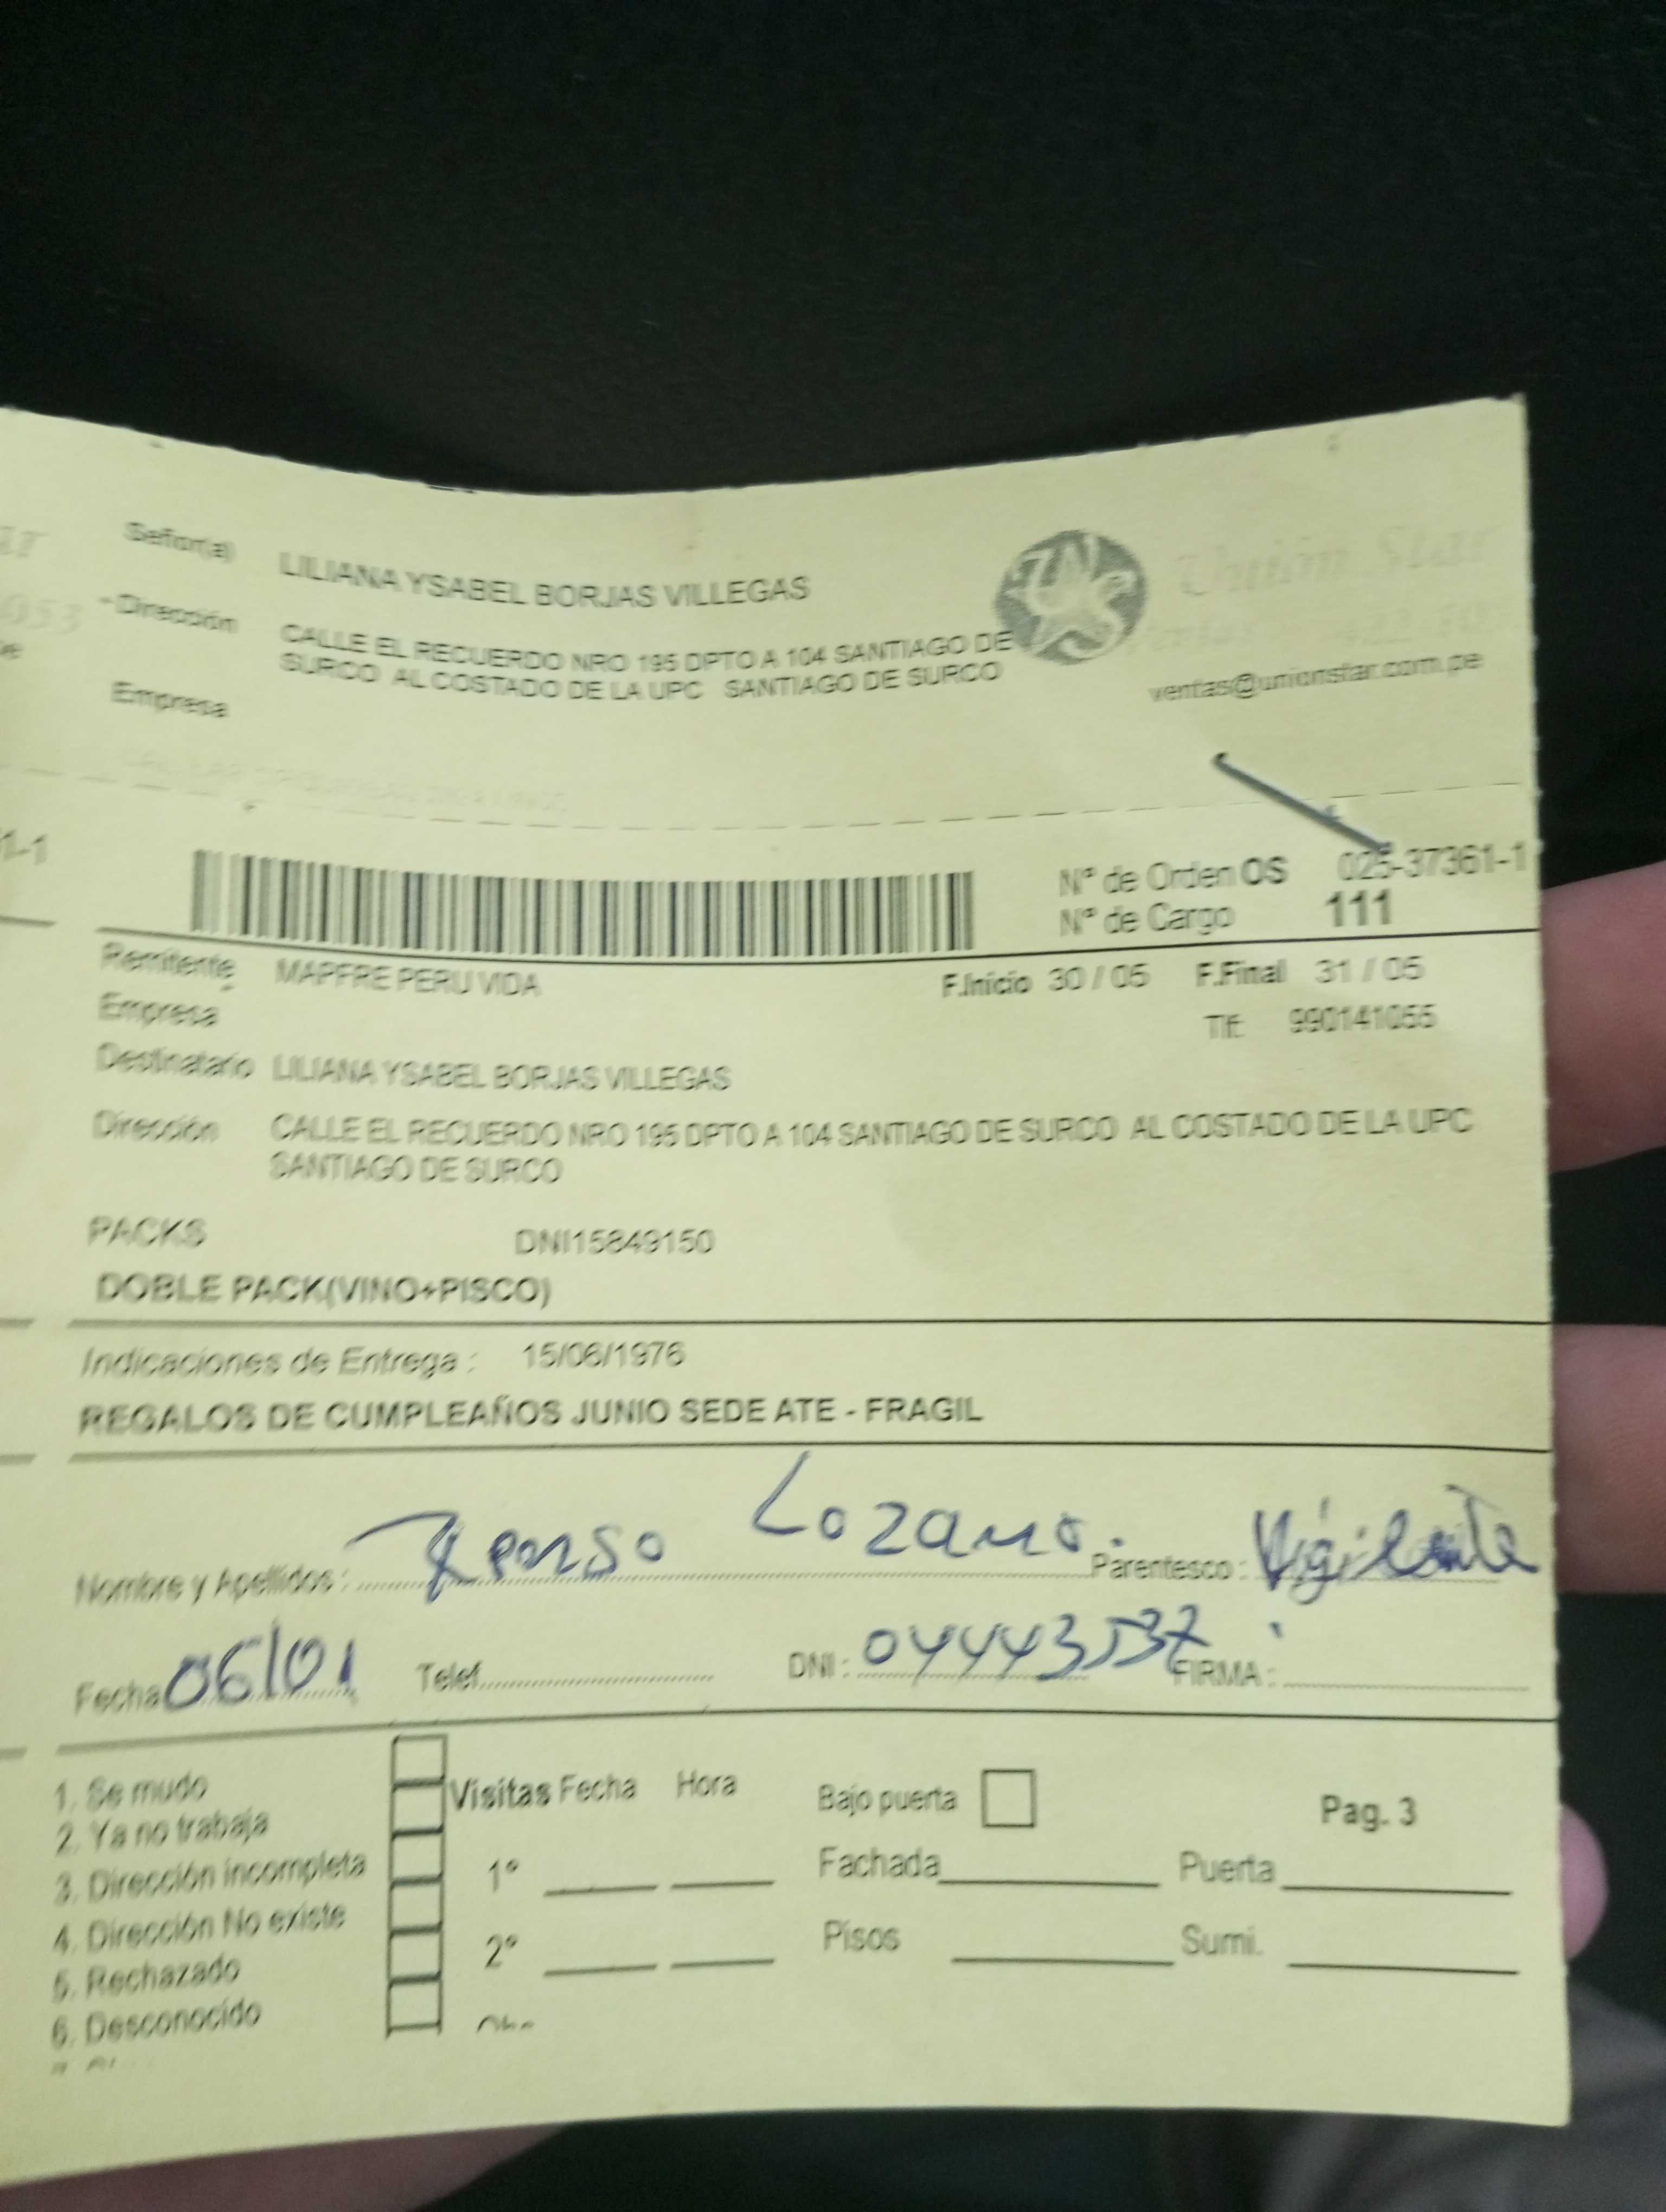 Señor(a) LILIANA YSABEL BORJAS VILLEGAS
Dirección CALLE EL RECUERDO NRO 195 DPTO A 104 SANTIAGO DE
SURCO AL COSTADO DE LA UPC SANTIAGO DE SURCO
Empresa
Unión Star
ventas@unionstar.com.pe
1-1
Nº de Orden OS 025-37361-1
Nº de Cargo 111
Remitente MAPFRE PERU VIDA F.Inicio 30 / 05 F.Final 31 / 05
Empresa Tlf: 990141055
Destinatario LILIANA YSABEL BORJAS VILLEGAS
Dirección CALLE EL RECUERDO NRO 195 DPTO A 104 SANTIAGO DE SURCO AL COSTADO DE LA UPC
SANTIAGO DE SURCO
PACKS DNI15849150
DOBLE PACK(VINO+PISCO)
Indicaciones de Entrega : 15/06/1976
REGALOS DE CUMPLEAÑOS JUNIO SEDE ATE - FRAGIL
Nombre y Apellidos : Lozano. Parentesco : Vigilante
Fecha 06/01 Telef. DNI : 04443537 FIRMA :
1. Se mudo
2. Ya no trabaja
3. Dirección incompleta
4. Dirección No existe
5. Rechazado
6. Desconocido
Visitas Fecha Hora
1º
2º
Bajo puerta Pag. 3
Fachada Puerta
Pisos Sumi.